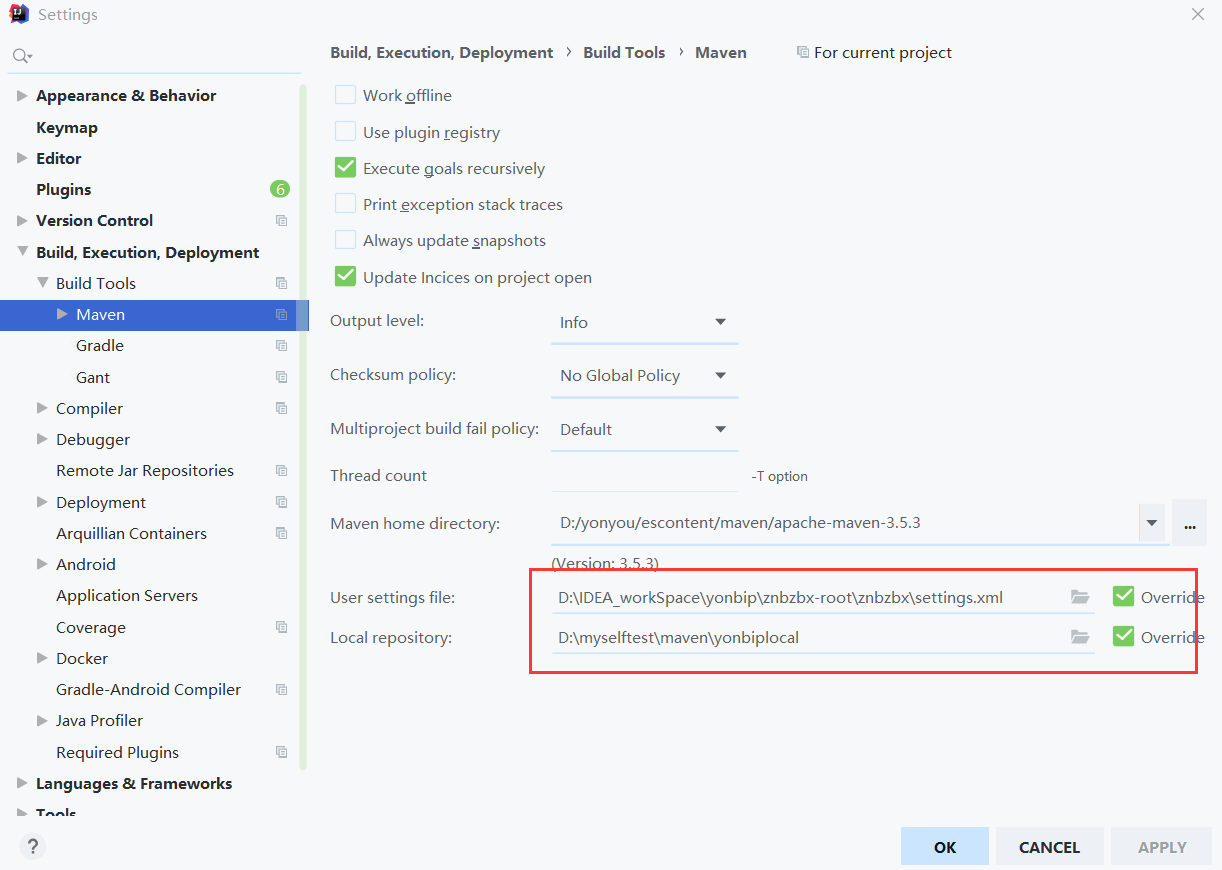 Settings
Build, Execution, Deployment › Build Tools › Maven For current project
Appearance & Behavior
Keymap
Editor
Plugins 6
Version Control
Build, Execution, Deployment
Build Tools
Maven
Gradle
Gant
Compiler
Debugger
Remote Jar Repositories
Deployment
Arquillian Containers
Android
Application Servers
Coverage
Docker
Gradle-Android Compiler
Java Profiler
Required Plugins
Languages & Frameworks
Tools
Work offline
Use plugin registry
Execute goals recursively
Print exception stack traces
Always update snapshots
Update Incices on project open
Output level: Info
Checksum policy: No Global Policy
Multiproject build fail policy: Default
Thread count -T option
Maven home directory: D:/yonyou/escontent/maven/apache-maven-3.5.3 ...
(Version: 3.5.3)
User settings file: D:\IDEA_workSpace\yonbip\znbzbx-root\znbzbx\settings.xml Override
Local repository: D:\myselftest\maven\yonbiplocal Override
? OK CANCEL APPLY